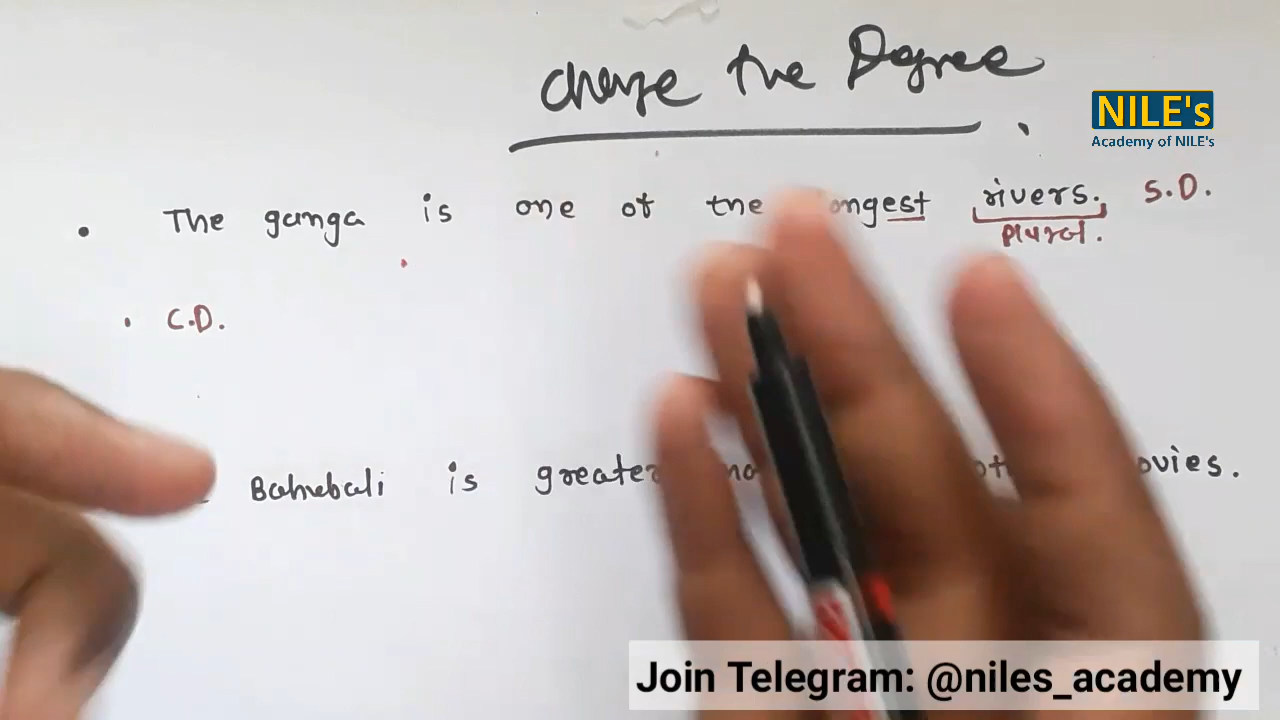 Change the Degree
NILE's
Academy of NILE's
• The ganga is one of the longest rivers. S.D.
plural.
• C.D.
Bahubali is greater movies.
Join Telegram: @niles_academy